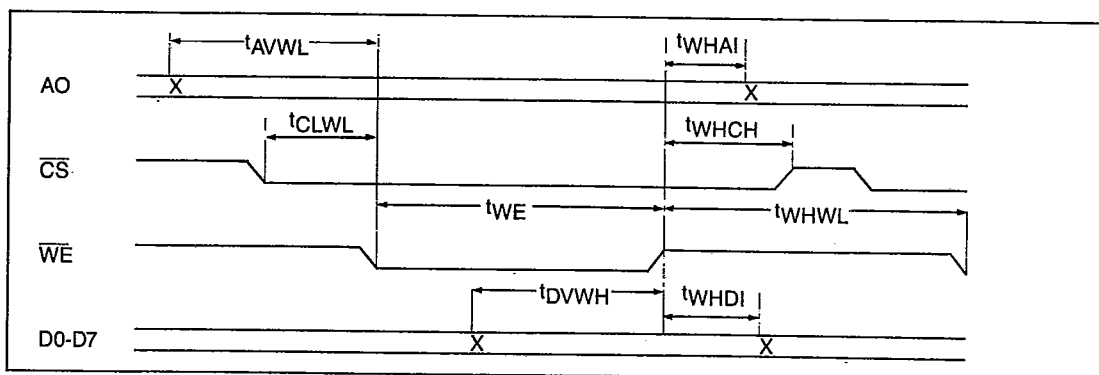 tAVWL
tWHAI
AO
X
X
tCLWL
tWHCH
CS
tWE
tWHWL
WE
tDVWH
tWHDI
D0-D7
X
X